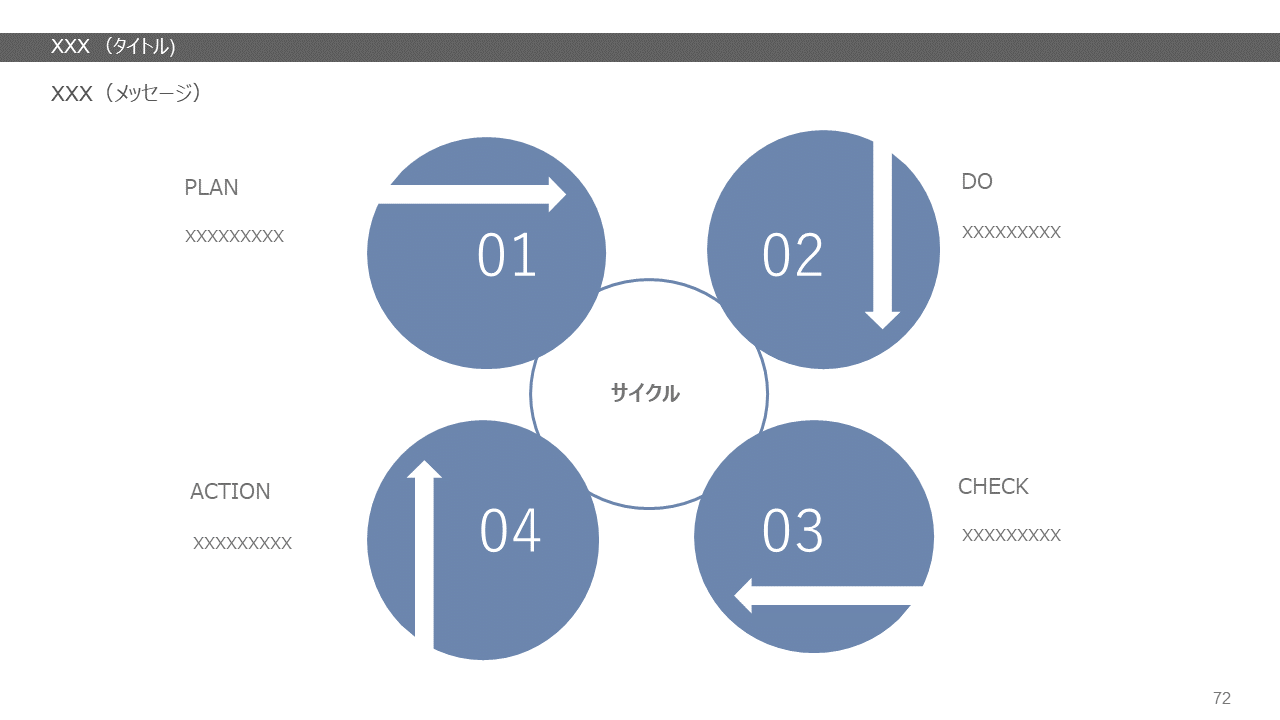 XXX （タイトル)
XXX（メッセージ）
PLAN
XXXXXXXXX
01
02
DO
XXXXXXXXX
サイクル
ACTION
XXXXXXXXX
04
03
CHECK
XXXXXXXXX
72